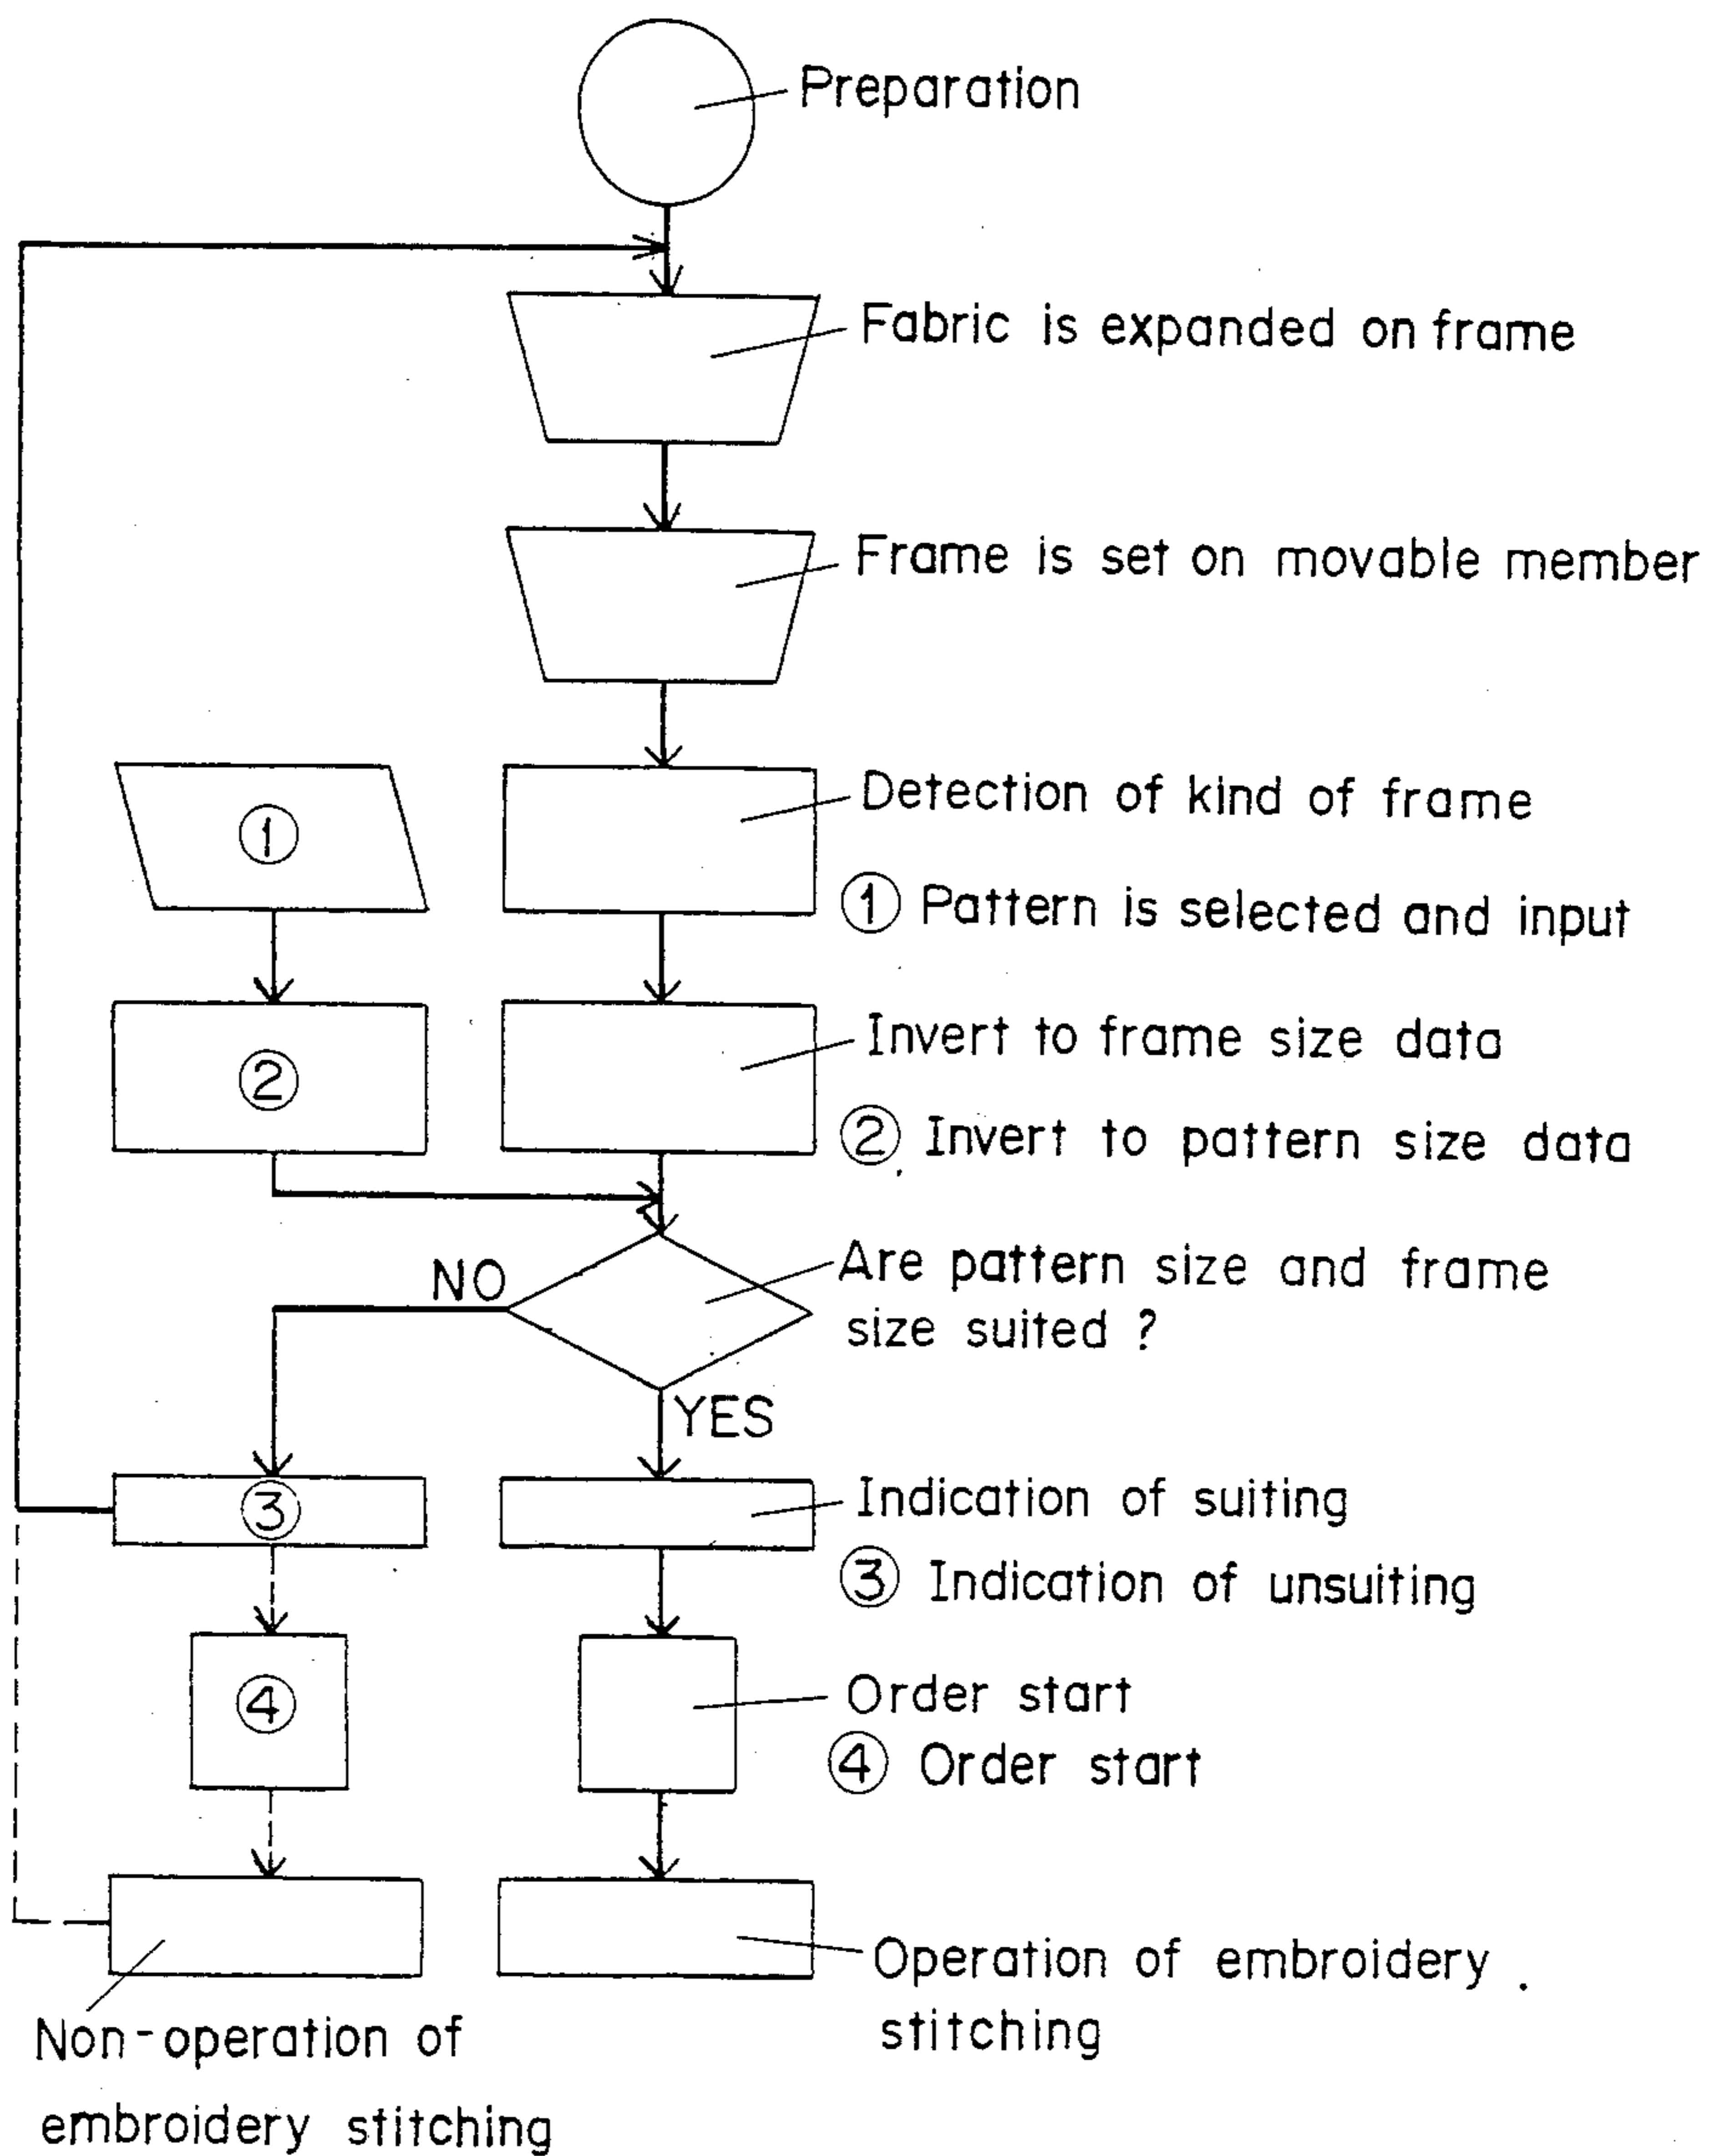 Preparation
Fabric is expanded on frame
Frame is set on movable member
Detection of kind of frame
①
① Pattern is selected and input
Invert to frame size data
②
② Invert to pattern size data
Are pattern size and frame
size suited ?
NO
YES
Indication of suiting
③
③ Indication of unsuiting
④
Order start
④ Order start
Operation of embroidery
stitching
Non-operation of
embroidery stitching